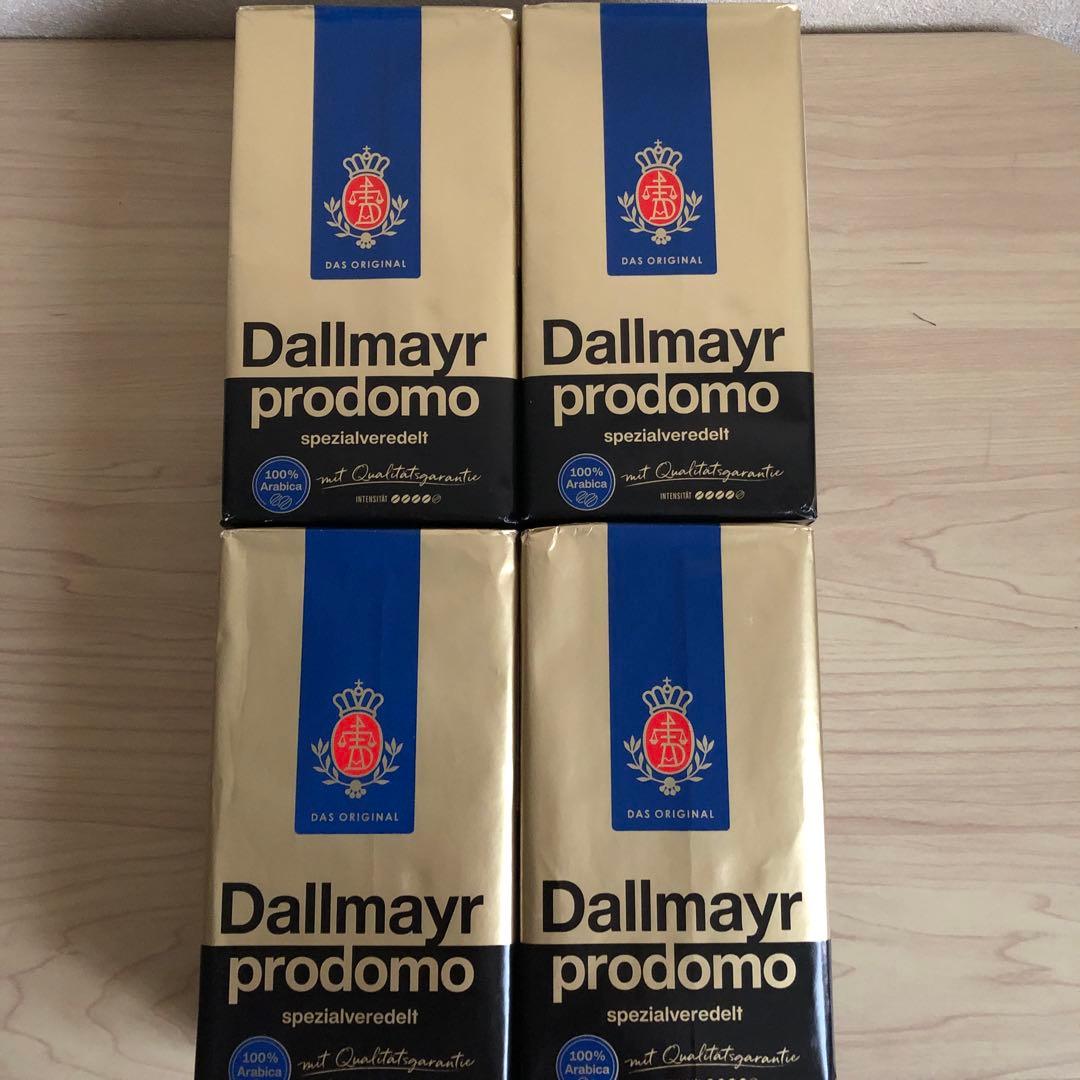 DAS ORIGINAL
Dallmayr
prodomo
spezialveredelt
100%
Arabica
mit Qualitätsgarantie
INTENSITÄT
DAS ORIGINAL
Dallmayr
prodomo
spezialveredelt
100%
Arabica
mit Qualitätsgarantie
INTENSITÄT
DAS ORIGINAL
Dallmayr
prodomo
spezialveredelt
100%
Arabica
mit Qualitätsgarantie
DAS ORIGINAL
Dallmayr
prodomo
spezialveredelt
100%
Arabica
mit Qualitätsgarantie